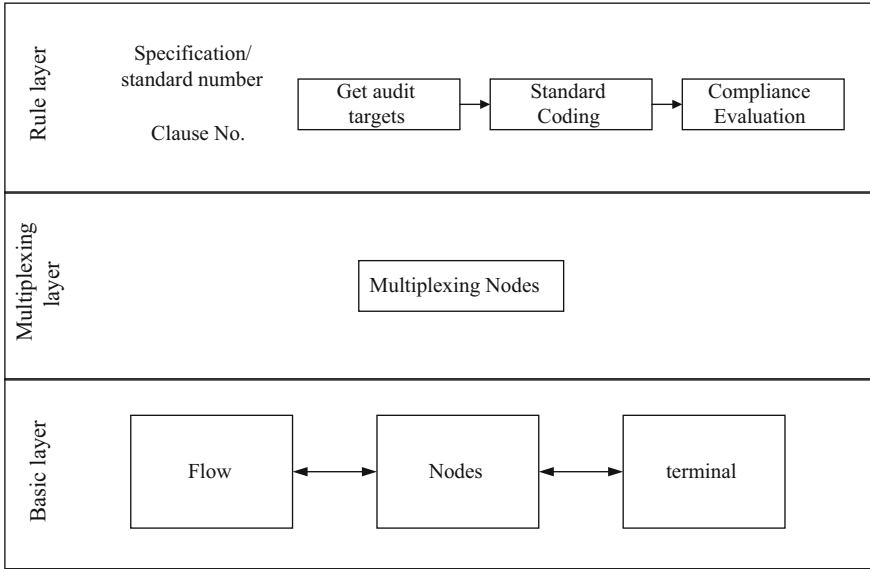 Rule layer
Specification/
standard number
Clause No.
Get audit
targets
Standard
Coding
Compliance
Evaluation
Multiplexing
layer
Multiplexing Nodes
Basic layer
Flow
Nodes
terminal